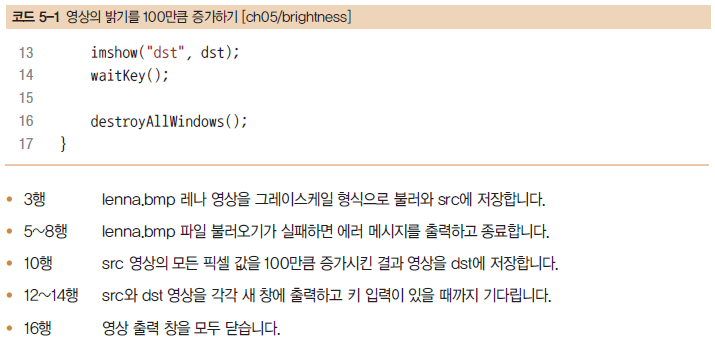 코드 5-1 영상의 밝기를 100만큼 증가하기 [ch05/brightness]
13 imshow("dst", dst);
14 waitKey();
15
16 destroyAllWindows();
17 }
• 3행 lenna.bmp 레나 영상을 그레이스케일 형식으로 불러와 src에 저장합니다.
• 5~8행 lenna.bmp 파일 불러오기가 실패하면 에러 메시지를 출력하고 종료합니다.
• 10행 src 영상의 모든 픽셀 값을 100만큼 증가시킨 결과 영상을 dst에 저장합니다.
• 12~14행 src와 dst 영상을 각각 새 창에 출력하고 키 입력이 있을 때까지 기다립니다.
• 16행 영상 출력 창을 모두 닫습니다.